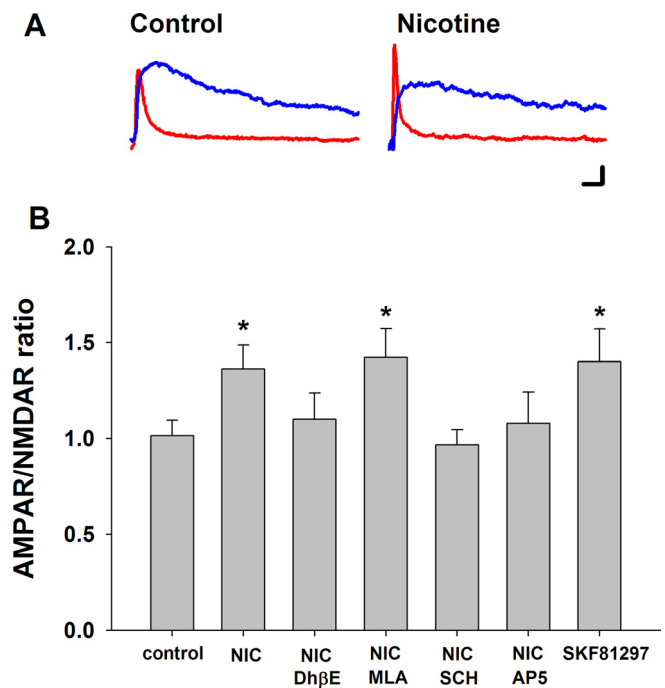 A
Control
Nicotine
B
AMPAR/NMDAR ratio
2.0
1.5
1.0
0.5
0.0
*
*
*
control
NIC
NIC
DhβE
NIC
MLA
NIC
SCH
NIC
AP5
SKF81297